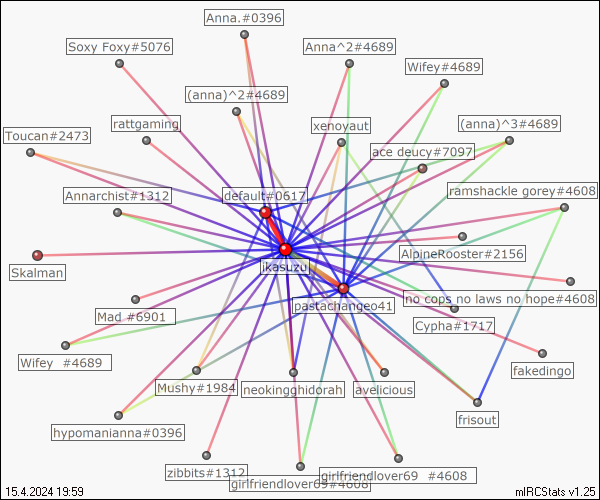 Anna.#0396
Soxy Foxy#5076
Anna^2#4689
Wifey#4689
(anna)^2#4689
rattgaming
xenoyaut
(anna)^3#4689
Toucan#2473
ace deucy#7097
Annarchist#1312
default#0617
ramshackle gorey#4608
AlpineRooster#2156
Skalman
ikasuzu
pastachangeo41
no cops no laws no hope#4608
Mad #6901
Cypha#1717
Wifey #4689
fakedingo
Mushy#1984
neokingghidorah
avelicious
hypomanianna#0396
frisout
zibbits#1312
girlfriendlover69#4608
girlfriendlover69 #4608
15.4.2024 19:59
mIRCStats v1.25